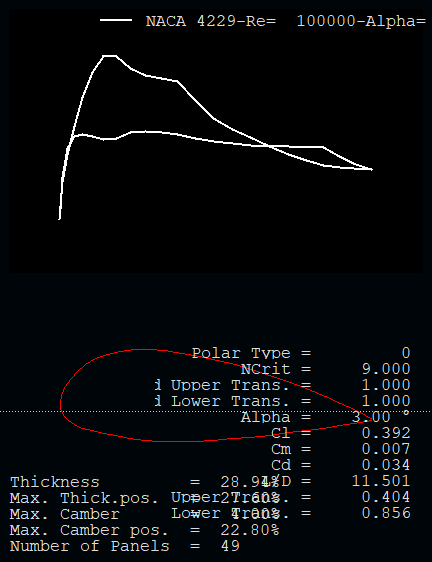 NACA 4229-Re=  100000-Alpha=
Polar Type =         0
NCrit =     9.000
d Upper Trans. =     1.000
d Lower Trans. =     1.000
Alpha =    3.00 °
Cl =     0.392
Cm =     0.007
Cd =     0.034
L/D =    11.501
Upper Trans. =     0.404
Lower Trans. =     0.856
Thickness          =  28.94%
Max. Thick.pos.  =  27.60%
Max. Camber        =   4.00%
Max. Camber pos.  =  22.80%
Number of Panels  =  49